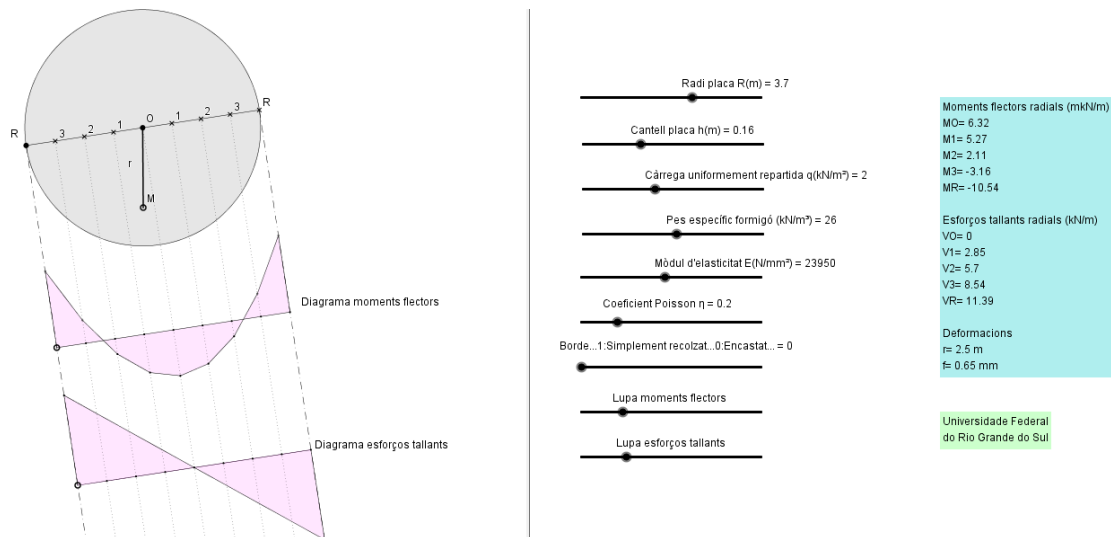 R
3
2
1
O
1
2
3
R
r
M
Diagrama moments flectors
Diagrama esforços tallants
Radi placa R(m) = 3.7
Cantell placa h(m) = 0.16
Càrrega uniformement repartida q(kN/m²) = 2
Pes específic formigó (kN/m³) = 26
Mòdul d'elasticitat E(N/mm²) = 23950
Coeficient Poisson η = 0.2
Borde...1:Simplement recolzat...0:Encastat... = 0
Lupa moments flectors
Lupa esforços tallants
Moments flectors radials (mkN/m)
MO= 6.32
M1= 5.27
M2= 2.11
M3= -3.16
MR= -10.54
Esforços tallants radials (kN/m)
VO= 0
V1= 2.85
V2= 5.7
V3= 8.54
VR= 11.39
Deformacions
r= 2.5 m
f= 0.65 mm
Universidade Federal
do Rio Grande do Sul